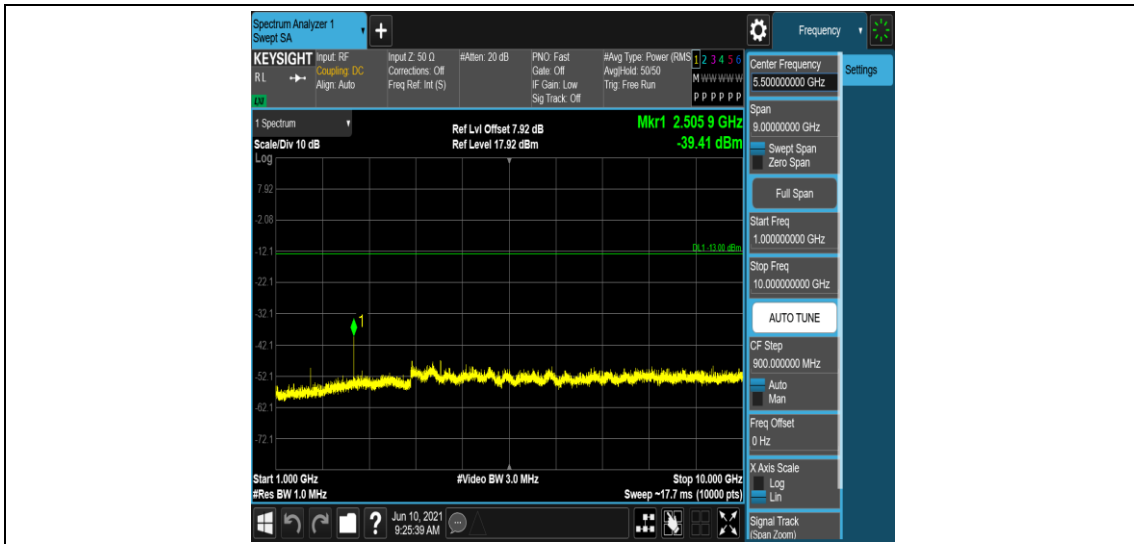 Spectrum Analyzer 1
Swept SA
+
Frequency
KEYSIGHT
RL
LXI
Input: RF
Coupling: DC
Align: Auto
Input Z: 50 Ω
Corrections: Off
Freq Ref: Int (S)
#Atten: 20 dB
PNO: Fast
Gate: Off
IF Gain: Low
Sig Track: Off
#Avg Type: Power (RMS
Avg|Hold: 50/50
Trig: Free Run
1 2 3 4 5 6
M W W W W W
P P P P P P
1 Spectrum
Scale/Div 10 dB
Log
Ref Lvl Offset 7.92 dB
Ref Level 17.92 dBm
Mkr1 2.505 9 GHz
-39.41 dBm
7.92
-2.08
-12.1
DL1 -13.00 dBm
-22.1
-32.1
1
-42.1
-52.1
-62.1
-72.1
Start 1.000 GHz
#Res BW 1.0 MHz
#Video BW 3.0 MHz
Stop 10.000 GHz
Sweep ~17.7 ms (10000 pts)
?
Jun 10, 2021
9:25:39 AM
Center Frequency
5.500000000 GHz
Settings
Span
9.00000000 GHz
Swept Span
Zero Span
Full Span
Start Freq
1.000000000 GHz
Stop Freq
10.000000000 GHz
AUTO TUNE
CF Step
900.000000 MHz
Auto
Man
Freq Offset
0 Hz
X Axis Scale
Log
Lin
Signal Track
(Span Zoom)